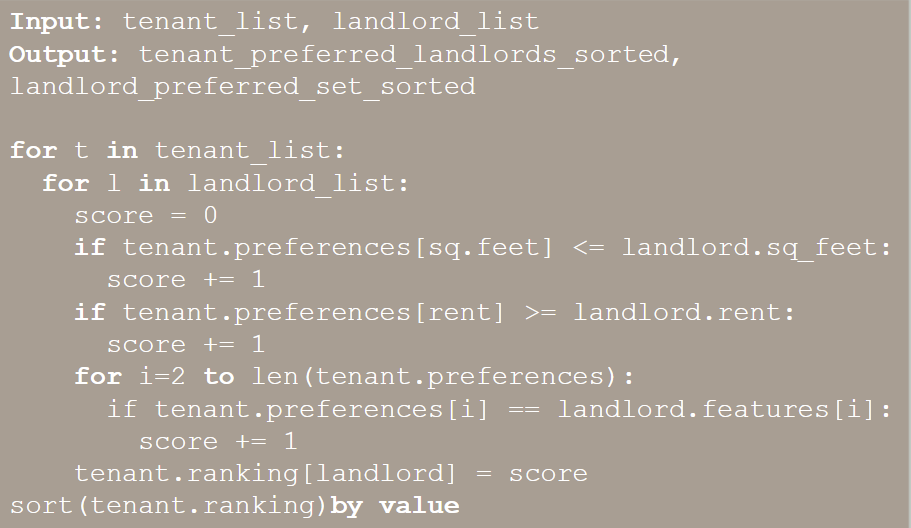 Input: tenant_list, landlord_list
Output: tenant_preferred_landlords_sorted,
landlord_preferred_set_sorted
for t in tenant_list:
for l in landlord_list:
score = 0
if tenant.preferences[sq.feet] <= landlord.sq_feet:
score += 1
if tenant.preferences[rent] >= landlord.rent:
score += 1
for i=2 to len(tenant.preferences):
if tenant.preferences[i] == landlord.features[i]:
score += 1
tenant.ranking[landlord] = score
sort(tenant.ranking)by value